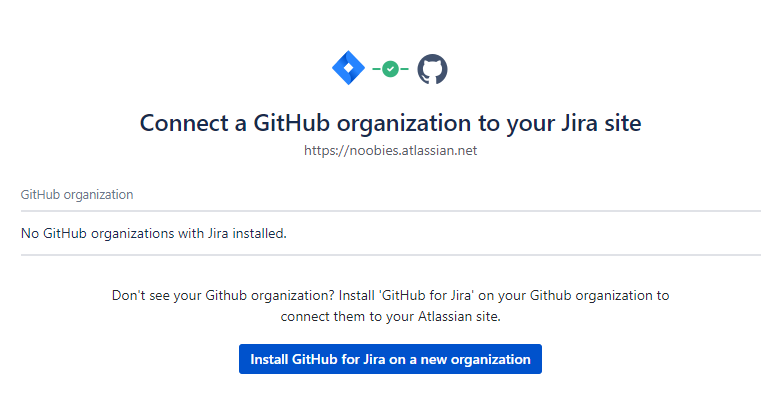 Connect a GitHub organization to your Jira site
https://noobies.atlassian.net
GitHub organization
No GitHub organizations with Jira installed.
Don't see your Github organization? Install 'GitHub for Jira' on your Github organization to
connect them to your Atlassian site.
Install GitHub for Jira on a new organization